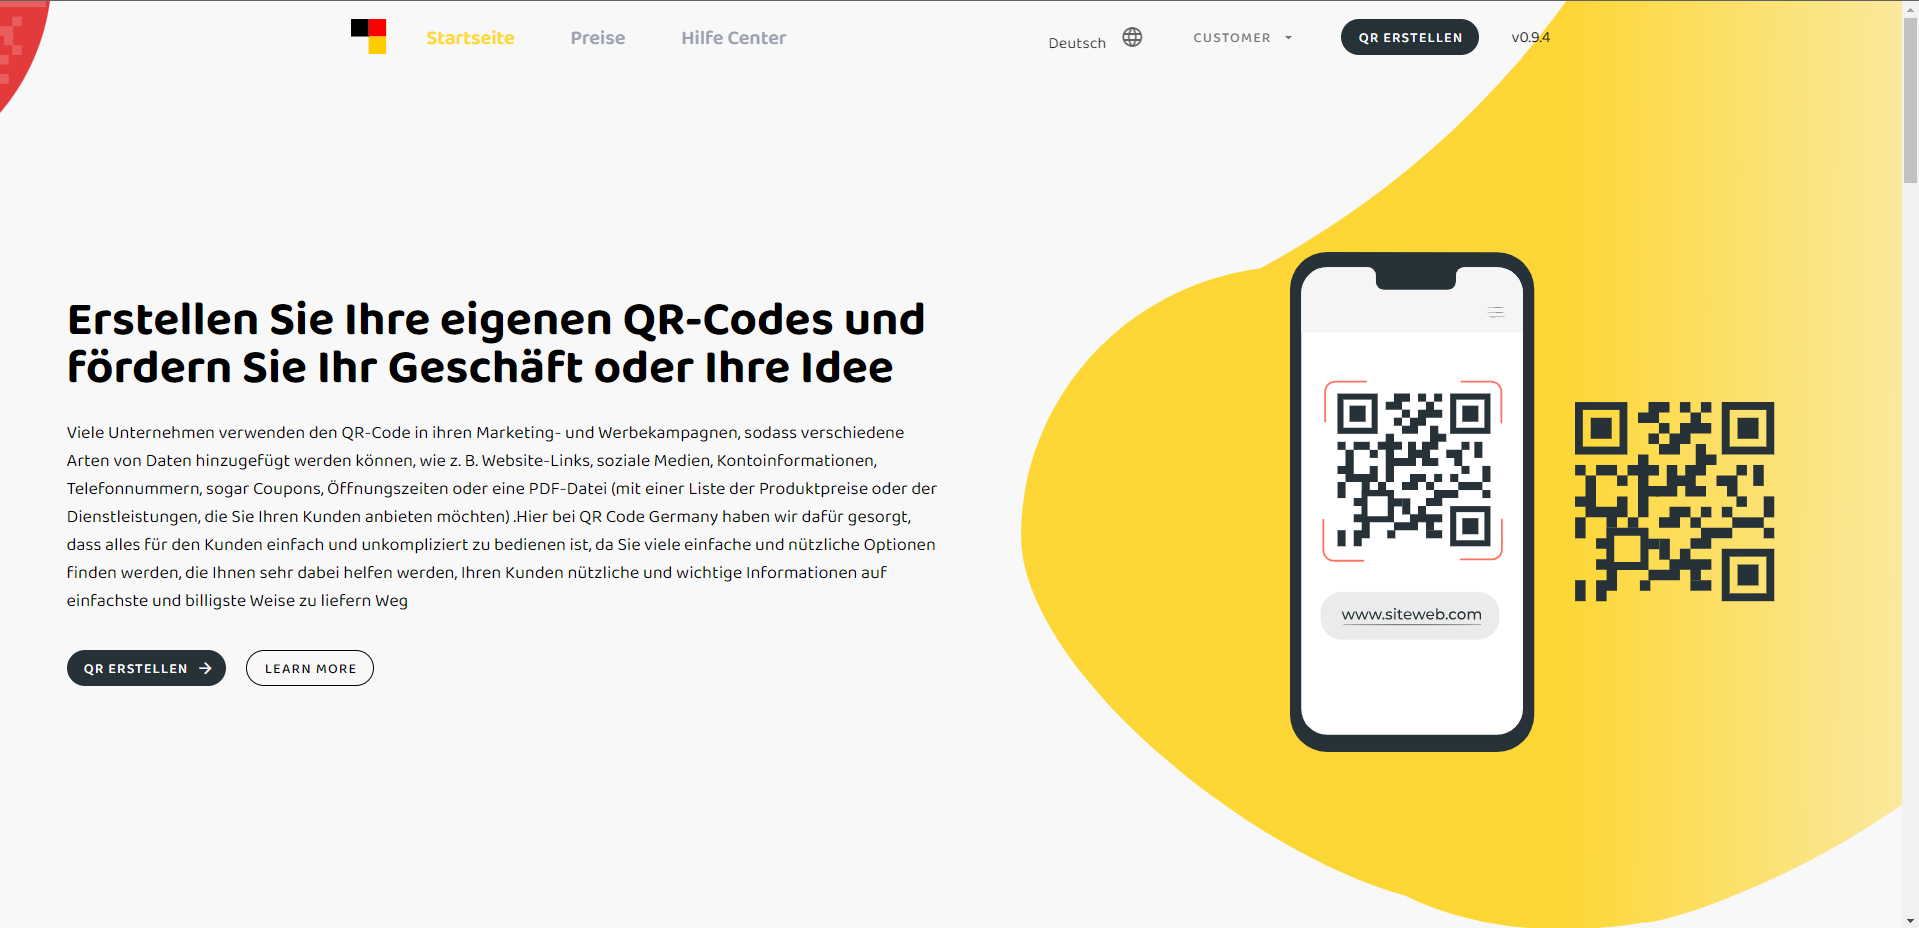 Startseite
Preise
Hilfe Center
Deutsch
CUSTOMER
QR ERSTELLEN
v0.9.4
Erstellen Sie Ihre eigenen QR-Codes und
fördern Sie Ihr Geschäft oder Ihre Idee
Viele Unternehmen verwenden den QR-Code in ihren Marketing- und Werbekampagnen, sodass verschiedene
Arten von Daten hinzugefügt werden können, wie z. B. Website-Links, soziale Medien, Kontoinformationen,
Telefonnummern, sogar Coupons, Öffnungszeiten oder eine PDF-Datei (mit einer Liste der Produktpreise oder der
Dienstleistungen, die Sie Ihren Kunden anbieten möchten) .Hier bei QR Code Germany haben wir dafür gesorgt,
dass alles für den Kunden einfach und unkompliziert zu bedienen ist, da Sie viele einfache und nützliche Optionen
finden werden, die Ihnen sehr dabei helfen werden, Ihren Kunden nützliche und wichtige Informationen auf
einfachste und billigste Weise zu liefern Weg
QR ERSTELLEN
LEARN MORE
www.siteweb.com